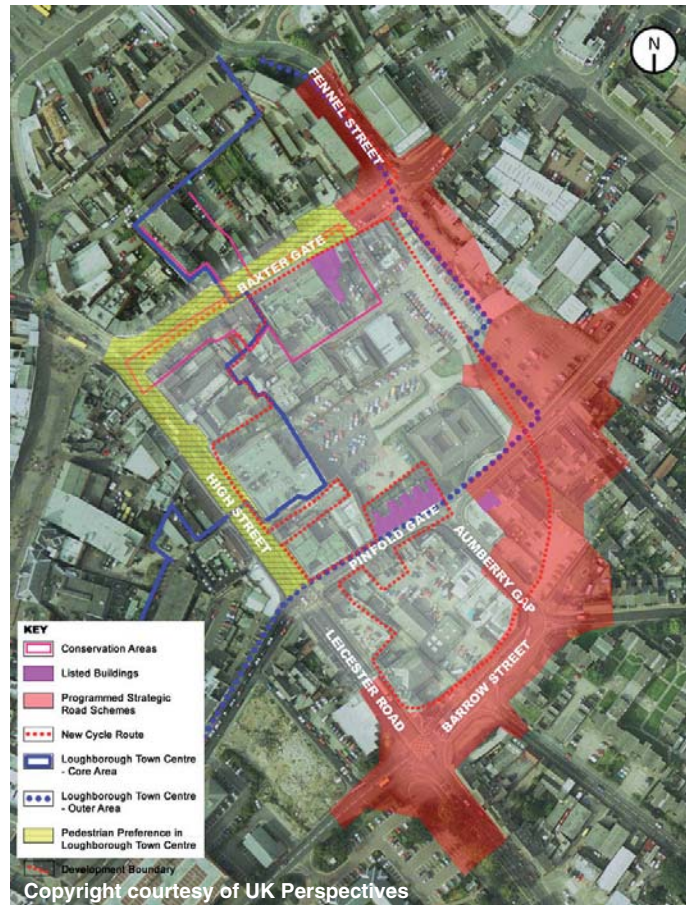 N
FENNEL STREET
BAXTER GATE
HIGH STREET
PINFOLD GATE
AUMBERRY GAP
LEICESTER ROAD
BARROW STREET
KEY
Conservation Areas
Listed Buildings
Programmed Strategic
Road Schemes
New Cycle Route
Loughborough Town Centre
- Core Area
Loughborough Town Centre
- Outer Area
Pedestrian Preference in
Loughborough Town Centre
Development Boundary
Copyright courtesy of UK Perspectives